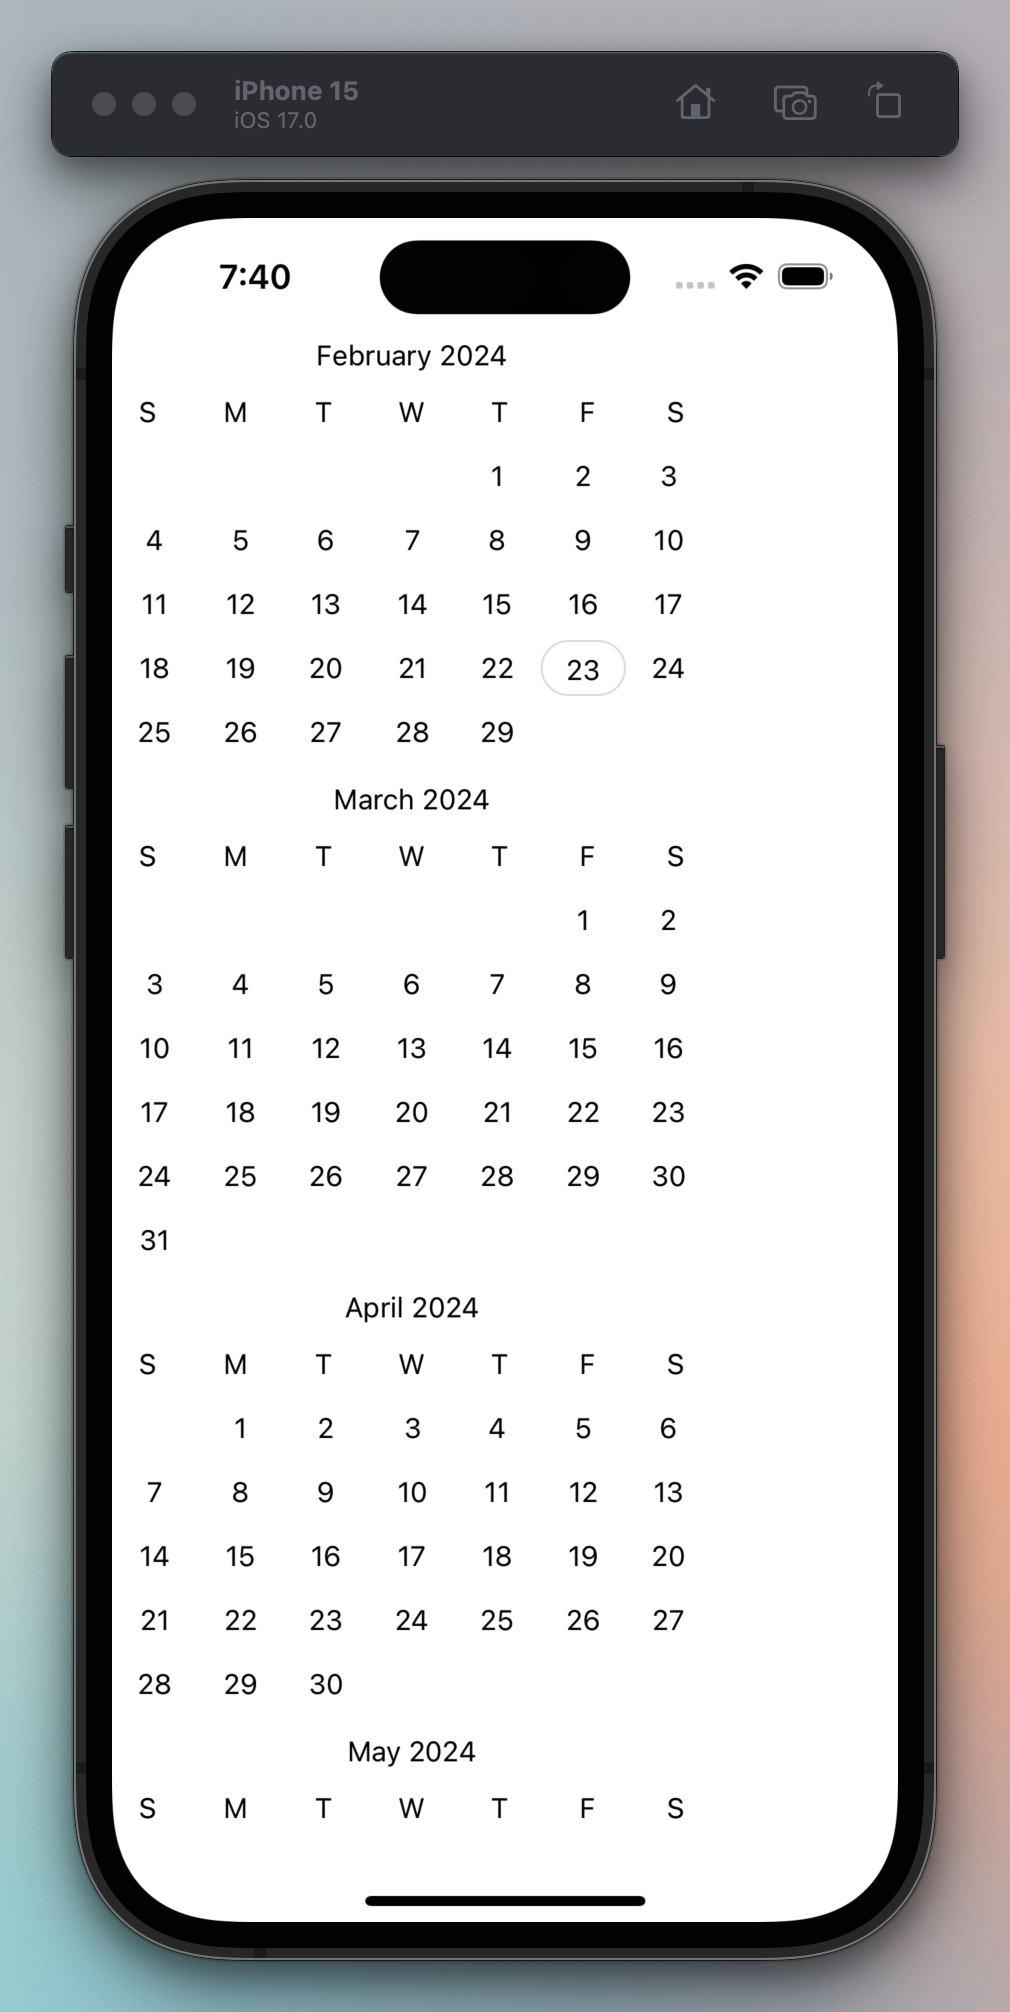 iPhone 15
iOS 17.0
7:40
February 2024
S M T W T F S
1 2 3
4 5 6 7 8 9 10
11 12 13 14 15 16 17
18 19 20 21 22 23 24
25 26 27 28 29
March 2024
S M T W T F S
1 2
3 4 5 6 7 8 9
10 11 12 13 14 15 16
17 18 19 20 21 22 23
24 25 26 27 28 29 30
31
April 2024
S M T W T F S
1 2 3 4 5 6
7 8 9 10 11 12 13
14 15 16 17 18 19 20
21 22 23 24 25 26 27
28 29 30
May 2024
S M T W T F S